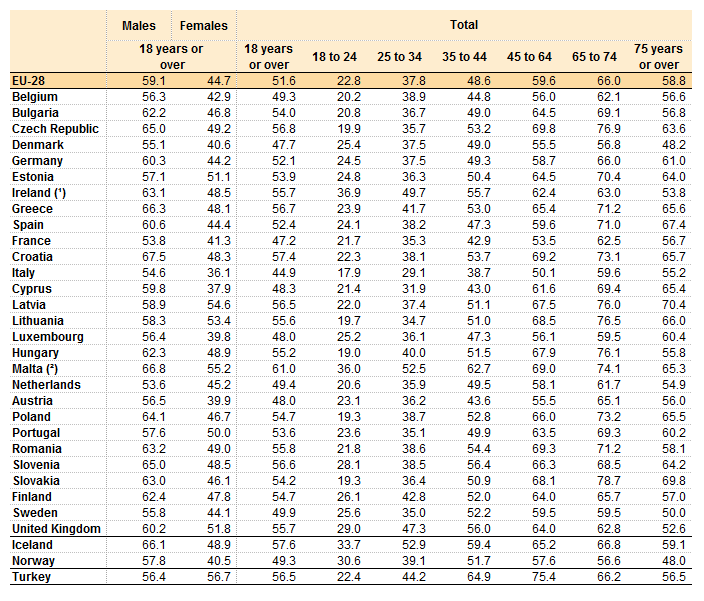 Males Females Total
18 years or over 18 years or over 18 to 24 25 to 34 35 to 44 45 to 64 65 to 74 75 years or over
EU-28 59.1 44.7 51.6 22.8 37.8 48.6 59.6 66.0 58.8
Belgium 56.3 42.9 49.3 20.2 38.9 44.8 56.0 62.1 56.6
Bulgaria 62.2 46.8 54.0 20.8 36.7 49.0 64.5 69.1 56.8
Czech Republic 65.0 49.2 56.8 19.9 35.7 53.2 69.8 76.9 63.6
Denmark 55.1 40.6 47.7 25.4 37.5 49.0 55.5 56.8 48.2
Germany 60.3 44.2 52.1 24.5 37.5 49.3 58.7 66.0 61.0
Estonia 57.1 51.1 53.9 24.8 36.3 50.4 64.5 70.4 64.0
Ireland (¹) 63.1 48.5 55.7 36.9 49.7 55.7 62.4 63.0 53.8
Greece 66.3 48.1 56.7 23.9 41.7 53.0 65.4 71.2 65.6
Spain 60.6 44.4 52.4 24.1 38.2 47.3 59.6 71.0 67.4
France 53.8 41.3 47.2 21.7 35.3 42.9 53.5 62.5 56.7
Croatia 67.5 48.3 57.4 22.3 38.1 53.7 69.2 73.1 65.7
Italy 54.6 36.1 44.9 17.9 29.1 38.7 50.1 59.6 55.2
Cyprus 59.8 37.9 48.3 21.4 31.9 43.0 61.6 69.4 65.4
Latvia 58.9 54.6 56.5 22.0 37.4 51.1 67.5 76.0 70.4
Lithuania 58.3 53.4 55.6 19.7 34.7 51.0 68.5 76.5 66.0
Luxembourg 56.4 39.8 48.0 25.2 36.1 47.3 56.1 59.5 60.4
Hungary 62.3 48.9 55.2 19.0 40.0 51.5 67.9 76.1 55.8
Malta (²) 66.8 55.2 61.0 36.0 52.5 62.7 69.0 74.1 65.3
Netherlands 53.6 45.2 49.4 20.6 35.9 49.5 58.1 61.7 54.9
Austria 56.5 39.9 48.0 23.1 36.2 43.6 55.5 65.1 56.0
Poland 64.1 46.7 54.7 19.3 38.7 52.8 66.0 73.2 65.5
Portugal 57.6 50.0 53.6 23.6 35.1 49.9 63.5 69.3 60.2
Romania 63.2 49.0 55.8 21.8 38.6 54.4 69.3 71.2 58.1
Slovenia 65.0 48.5 56.6 28.1 38.5 56.4 66.3 68.5 64.2
Slovakia 63.0 46.1 54.2 19.3 36.4 50.9 68.1 78.7 69.8
Finland 62.4 47.8 54.7 26.1 42.8 52.0 64.0 65.7 57.0
Sweden 55.8 44.1 49.9 25.6 35.0 52.2 59.5 59.5 50.0
United Kingdom 60.2 51.8 55.7 29.0 47.3 56.0 64.0 62.8 52.6
Iceland 66.1 48.9 57.6 33.7 52.9 59.4 65.2 66.8 59.1
Norway 57.8 40.5 49.3 30.6 39.1 51.7 57.6 56.6 48.0
Turkey 56.4 56.7 56.5 22.4 44.2 64.9 75.4 66.2 56.5